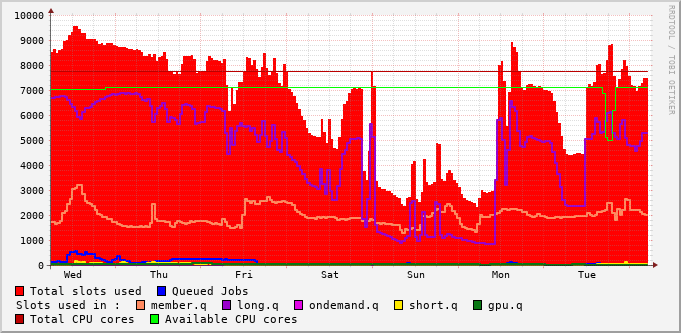 RRDTOOL / TOBI OETIKER
10000
9000
8000
7000
6000
5000
4000
3000
2000
1000
0
Wed Thu Fri Sat Sun Mon Tue
Total slots used Queued Jobs
Slots used in : member.q long.q ondemand.q short.q gpu.q
Total CPU cores Available CPU cores